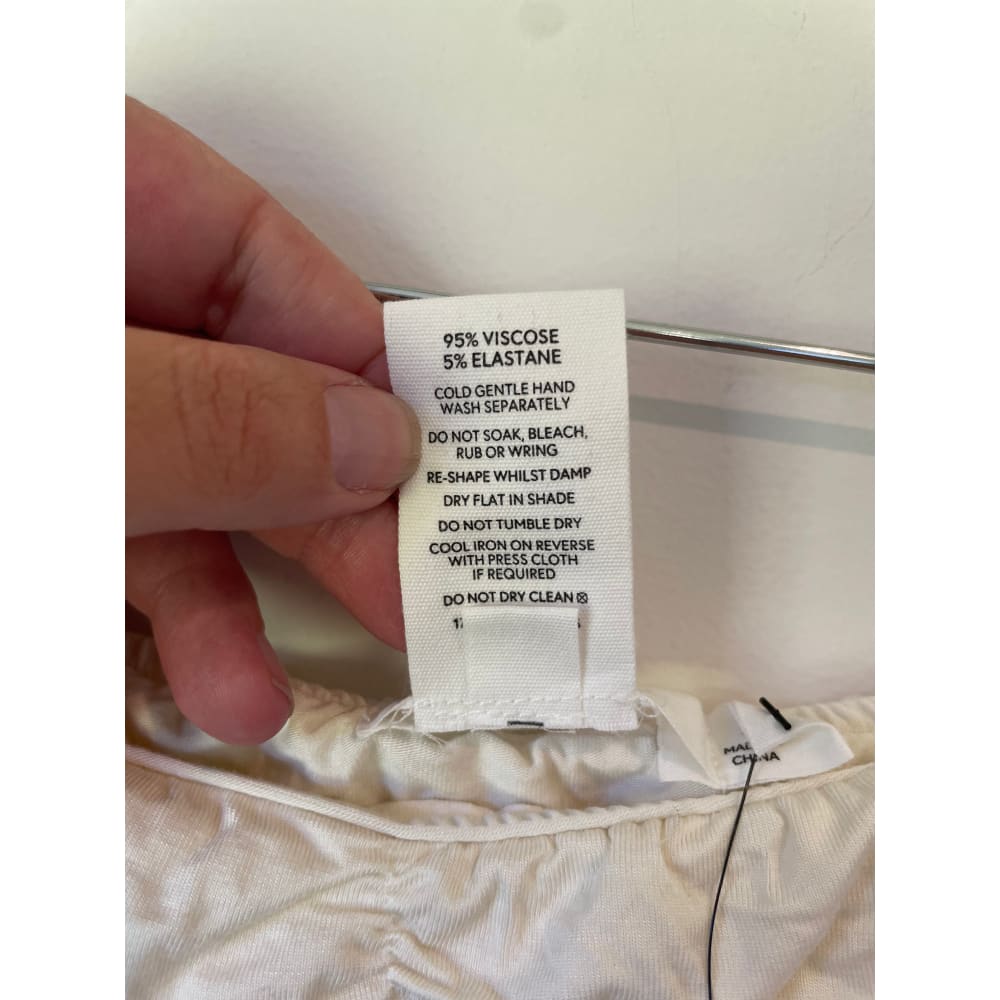 95% VISCOSE
5% ELASTANE
COLD GENTLE HAND
WASH SEPARATELY
DO NOT SOAK, BLEACH,
RUB OR WRING
RE-SHAPE WHILST DAMP
DRY FLAT IN SHADE
DO NOT TUMBLE DRY
COOL IRON ON REVERSE
WITH PRESS CLOTH
IF REQUIRED
DO NOT DRY CLEAN
CHINA